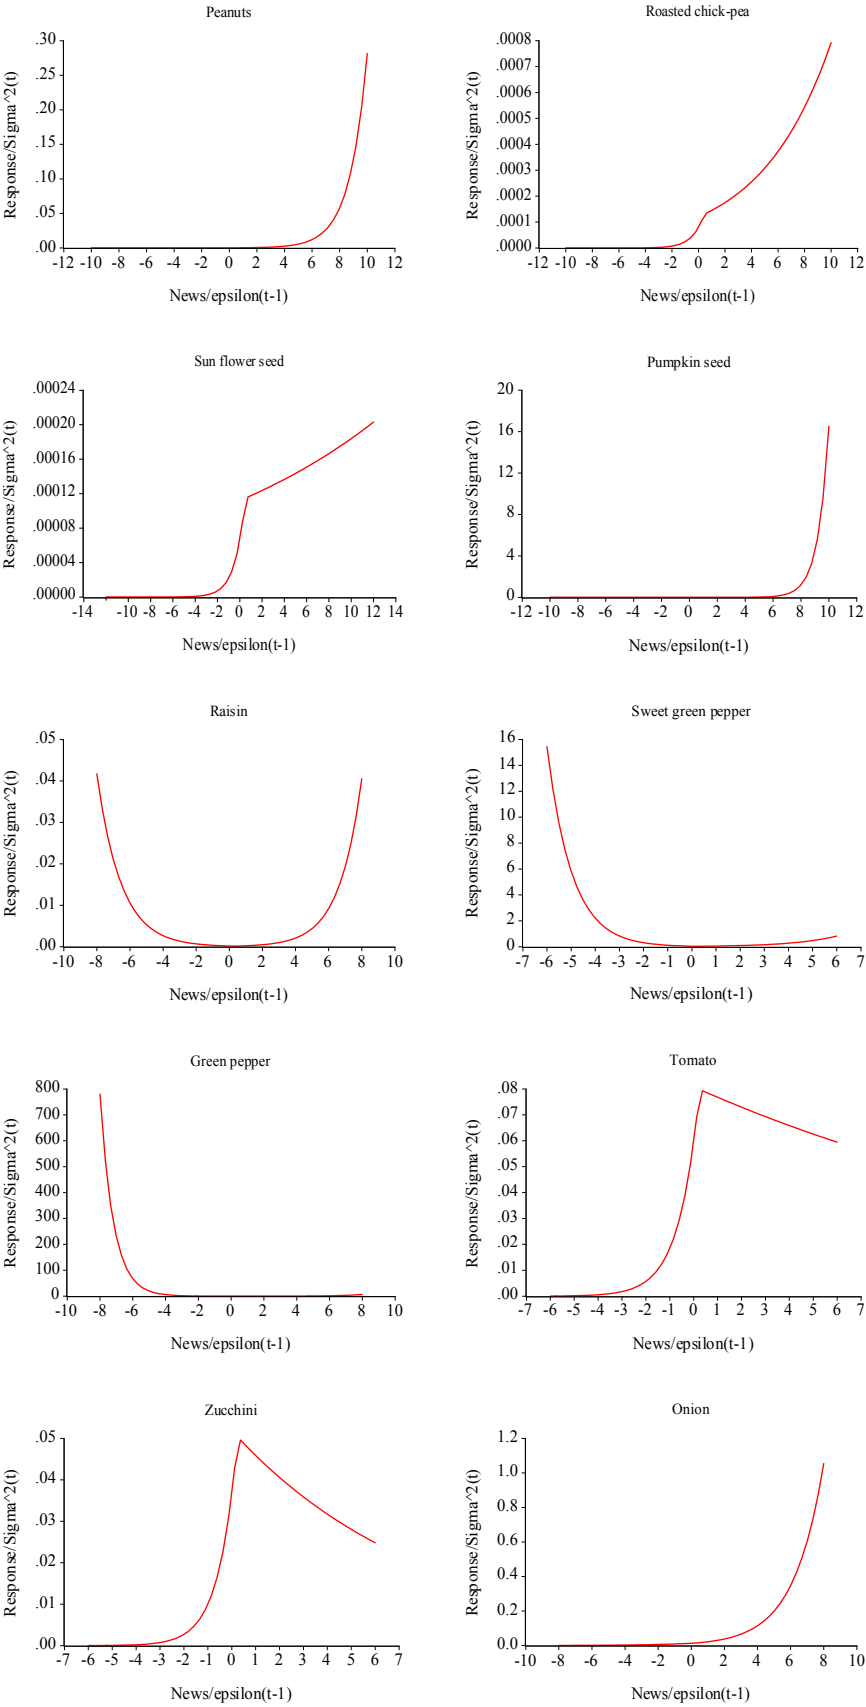 Peanuts
Response/Sigma^2(t)
.30
.25
.20
.15
.10
.05
.00
-12 -10 -8 -6 -4 -2 0 2 4 6 8 10 12
News/epsilon(t-1)
Roasted chick-pea
Response/Sigma^2(t)
.0008
.0007
.0006
.0005
.0004
.0003
.0002
.0001
.0000
-12 -10 -8 -6 -4 -2 0 2 4 6 8 10 12
News/epsilon(t-1)
Sun flower seed
Response/Sigma^2(t)
.00024
.00020
.00016
.00012
.00008
.00004
.00000
-14 -10 -8 -6 -4 -2 0 2 4 6 8 10 12 14
News/epsilon(t-1)
Pumpkin seed
Response/Sigma^2(t)
20
16
12
8
4
0
-12 -10 -8 -6 -4 -2 0 2 4 6 8 10 12
News/epsilon(t-1)
Raisin
Response/Sigma^2(t)
.05
.04
.03
.02
.01
.00
-10 -8 -6 -4 -2 0 2 4 6 8 10
News/epsilon(t-1)
Sweet green pepper
Response/Sigma^2(t)
16
14
12
10
8
6
4
2
0
-7 -6 -5 -4 -3 -2 -1 0 1 2 3 4 5 6 7
News/epsilon(t-1)
Green pepper
Response/Sigma^2(t)
800
700
600
500
400
300
200
100
0
-10 -8 -6 -4 -2 0 2 4 6 8 10
News/epsilon(t-1)
Tomato
Response/Sigma^2(t)
.08
.07
.06
.05
.04
.03
.02
.01
.00
-7 -6 -5 -4 -3 -2 -1 0 1 2 3 4 5 6 7
News/epsilon(t-1)
Zucchini
Response/Sigma^2(t)
.05
.04
.03
.02
.01
.00
-7 -6 -5 -4 -3 -2 -1 0 1 2 3 4 5 6 7
News/epsilon(t-1)
Onion
Response/Sigma^2(t)
1.2
1.0
0.8
0.6
0.4
0.2
0.0
-10 -8 -6 -4 -2 0 2 4 6 8 10
News/epsilon(t-1)